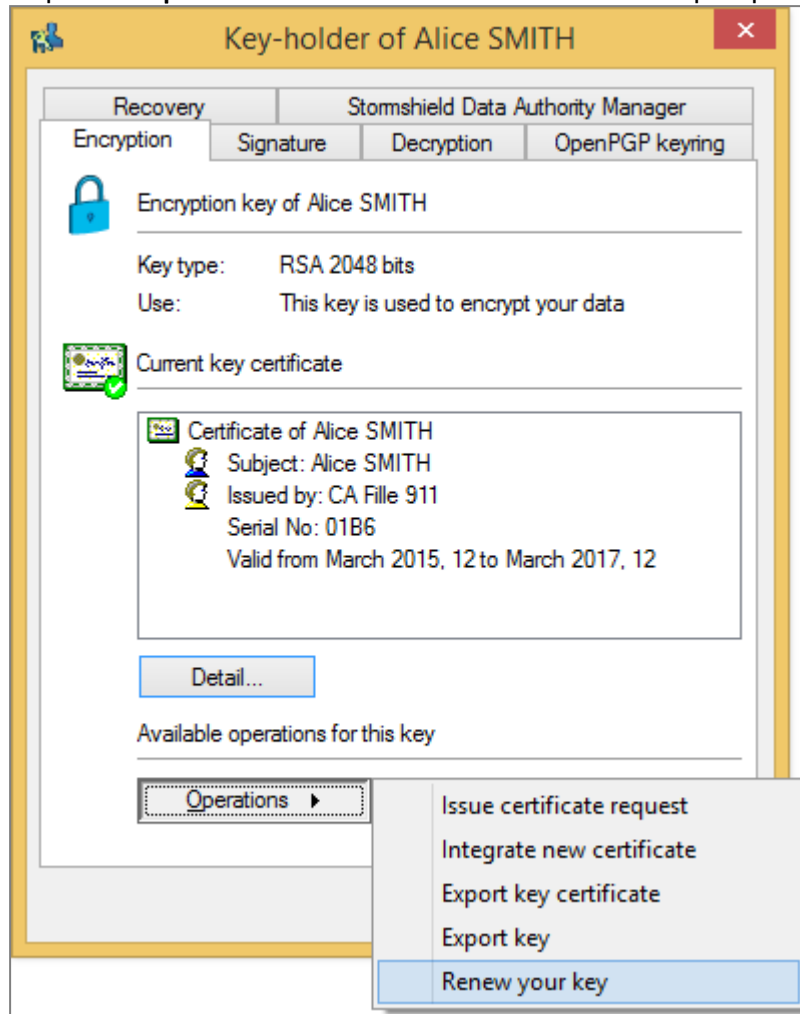 Key-holder of Alice SMITH
Recovery
Stormshield Data Authority Manager
Encryption
Signature
Decryption
OpenPGP keyring
Encryption key of Alice SMITH
Key type: RSA 2048 bits
Use: This key is used to encrypt your data
Current key certificate
Certificate of Alice SMITH
Subject: Alice SMITH
Issued by: CA Fille 911
Serial No: 01B6
Valid from March 2015, 12 to March 2017, 12
Detail...
Available operations for this key
Operations
Issue certificate request
Integrate new certificate
Export key certificate
Export key
Renew your key